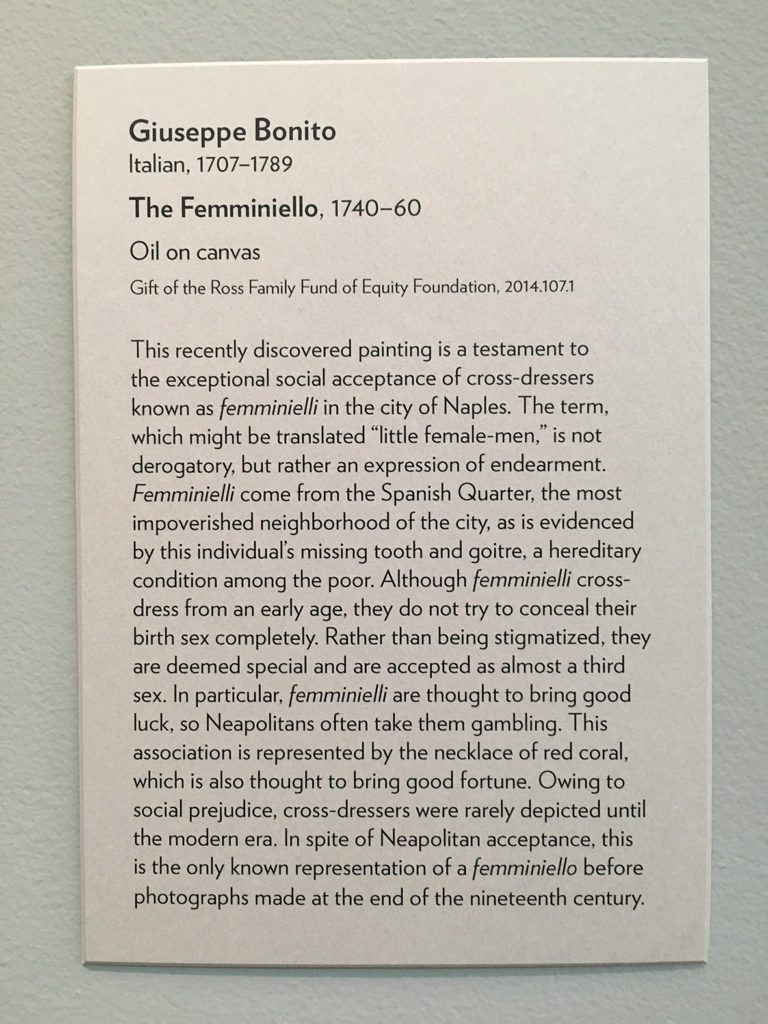 Giuseppe Bonito
Italian, 1707–1789
The Femminiello, 1740–60
Oil on canvas
Gift of the Ross Family Fund of Equity Foundation, 2014.107.1
This recently discovered painting is a testament to
the exceptional social acceptance of cross-dressers
known as femminielli in the city of Naples. The term,
which might be translated “little female-men,” is not
derogatory, but rather an expression of endearment.
Femminielli come from the Spanish Quarter, the most
impoverished neighborhood of the city, as is evidenced
by this individual’s missing tooth and goitre, a hereditary
condition among the poor. Although femminielli cross-
dress from an early age, they do not try to conceal their
birth sex completely. Rather than being stigmatized, they
are deemed special and are accepted as almost a third
sex. In particular, femminielli are thought to bring good
luck, so Neapolitans often take them gambling. This
association is represented by the necklace of red coral,
which is also thought to bring good fortune. Owing to
social prejudice, cross-dressers were rarely depicted until
the modern era. In spite of Neapolitan acceptance, this
is the only known representation of a femminiello before
photographs made at the end of the nineteenth century.